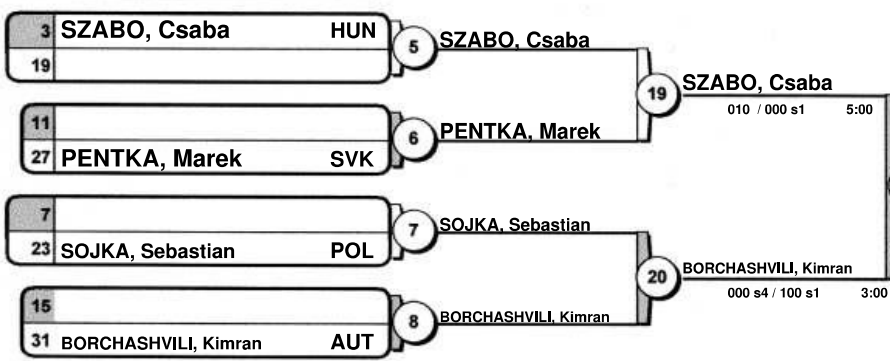 3 SZABO, Csaba HUN
19
5 SZABO, Csaba
11
27 PENTKA, Marek SVK
6 PENTKA, Marek
19 SZABO, Csaba
010 / 000 s1 5:00
7
23 SOJKA, Sebastian POL
7 SOJKA, Sebastian
15
31 BORCHASHVILI, Kimran AUT
8 BORCHASHVILI, Kimran
20 BORCHASHVILI, Kimran
000 s4 / 100 s1 3:00